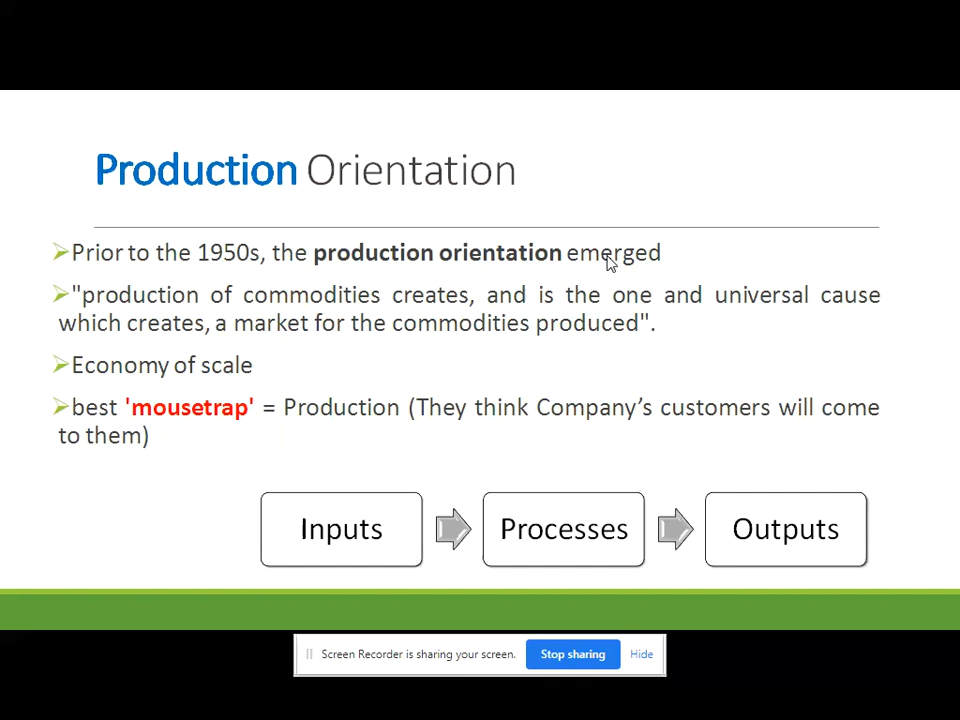 Production Orientation
➢Prior to the 1950s, the production orientation emerged
➢"production of commodities creates, and is the one and universal cause
which creates, a market for the commodities produced".
➢Economy of scale
➢best 'mousetrap' = Production (They think Company's customers will come
to them)
Inputs Processes Outputs
Screen Recorder is sharing your screen. Stop sharing Hide